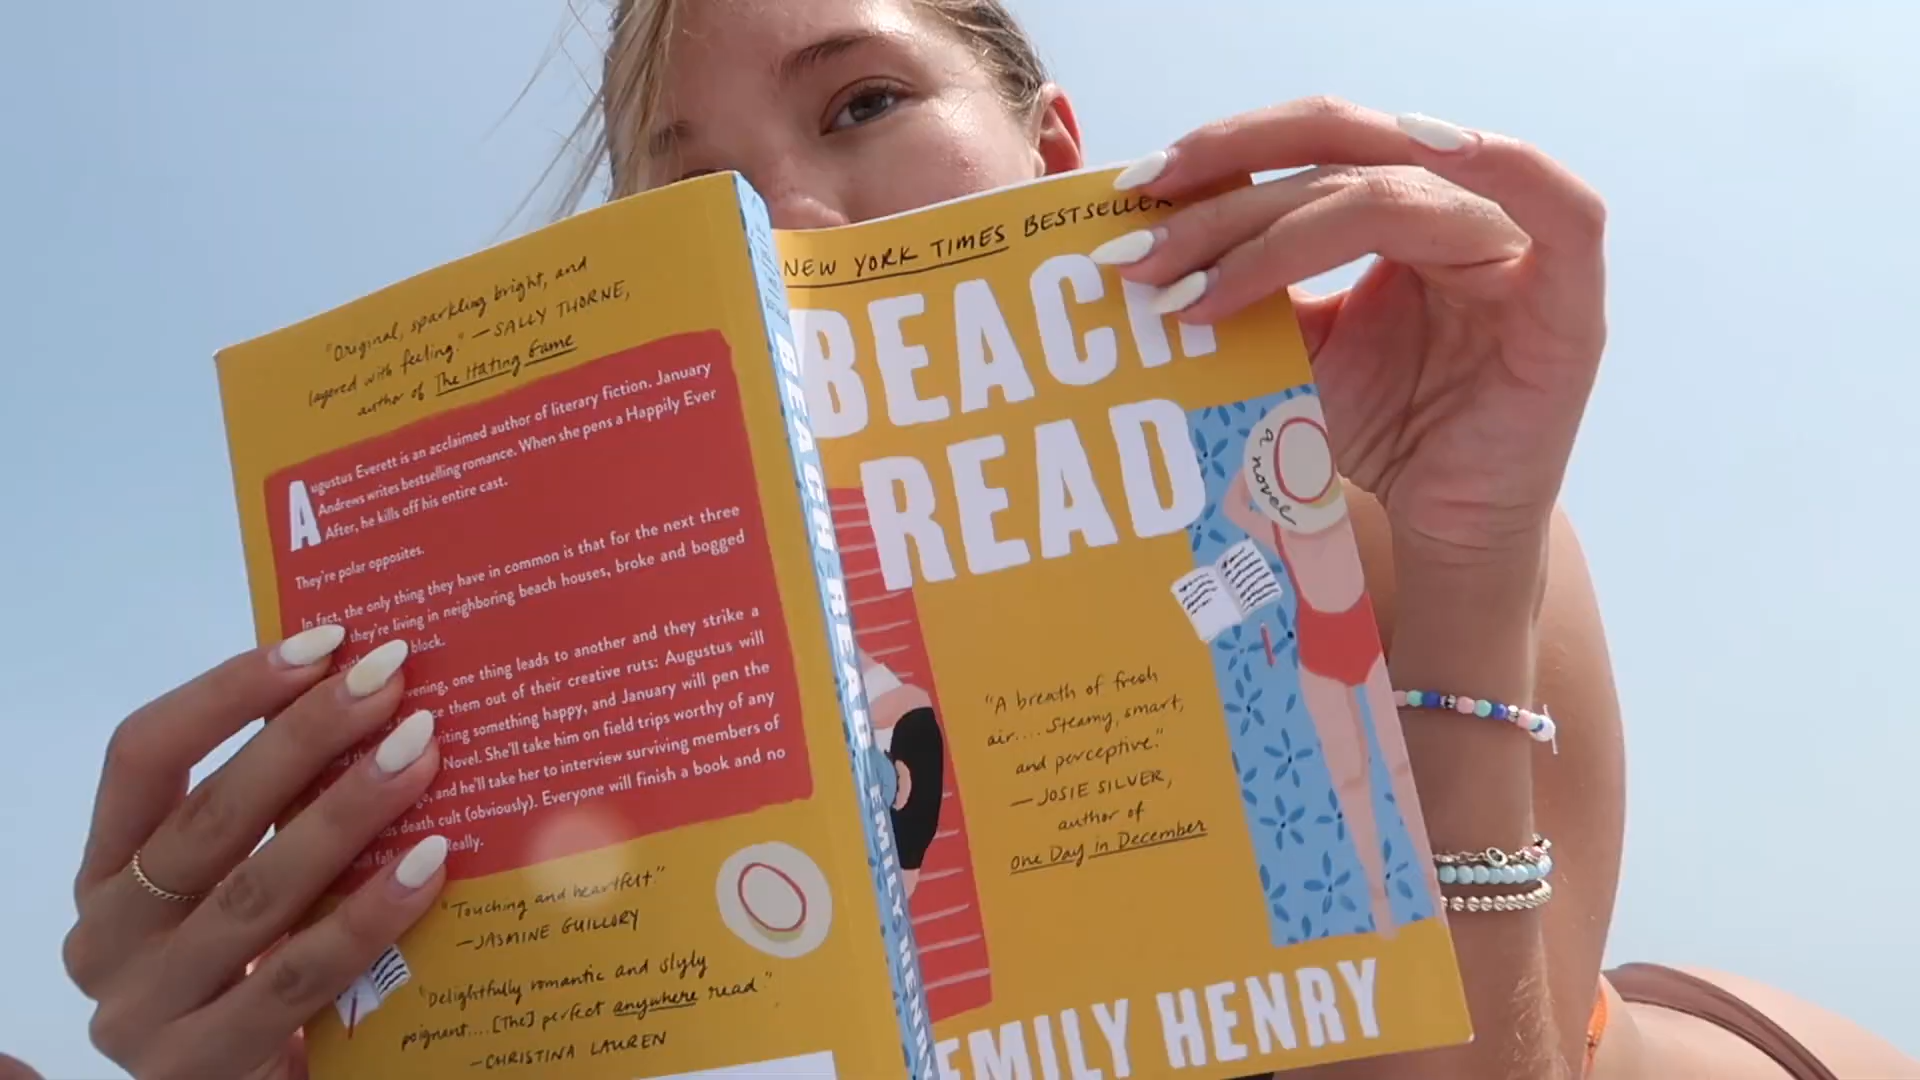 "Original, sparkling bright, and
layered with feeling." —SALLY THORNE,
author of The Hating Game
Augustus Everett is an acclaimed author of literary fiction. January
Andrews writes bestselling romance. When she pens a Happily Ever
After, he kills off his entire cast.
They're polar opposites.
In fact, the only thing they have in common is that for the next three
they're living in neighboring beach houses, broke and bogged
block.
one thing leads to another and they strike a
them out of their creative ruts: Augustus will
something happy, and January will pen the
Novel. She'll take him on field trips worthy of any
and he'll take her to interview surviving members of
death cult (obviously). Everyone will finish a book and no
Really.
"Touching and heartfelt."
—JASMINE GUILLORY
"Delightfully romantic and slyly
poignant.... [The] perfect anywhere read."
—CHRISTINA LAUREN
BEACH READ EMILY HENRY
NEW YORK TIMES BESTSELLER
BEACH
READ
a novel
"A breath of fresh
air.... Steamy, smart,
and perceptive."
—JOSIE SILVER,
author of
One Day in December
EMILY HENRY